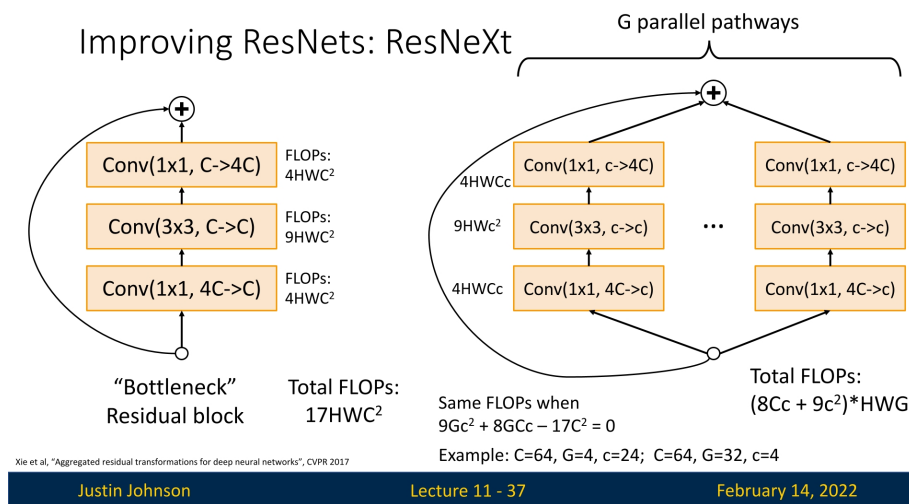 Improving ResNets: ResNeXt
G parallel pathways
Conv(1x1, C->4C)
FLOPs:
4HWC²
Conv(3x3, C->C)
FLOPs:
9HWC²
Conv(1x1, 4C->C)
FLOPs:
4HWC²
"Bottleneck"
Residual block
Total FLOPs:
17HWC²
4HWCc
Conv(1x1, c->4C)
Conv(1x1, c->4C)
9HWc²
Conv(3x3, c->c)
...
Conv(3x3, c->c)
4HWCc
Conv(1x1, 4C->c)
Conv(1x1, 4C->c)
Same FLOPs when
9Gc² + 8GCc – 17C² = 0
Example: C=64, G=4, c=24; C=64, G=32, c=4
Total FLOPs:
(8Cc + 9c²)*HWG
Xie et al, "Aggregated residual transformations for deep neural networks", CVPR 2017
Justin Johnson
Lecture 11 - 37
February 14, 2022